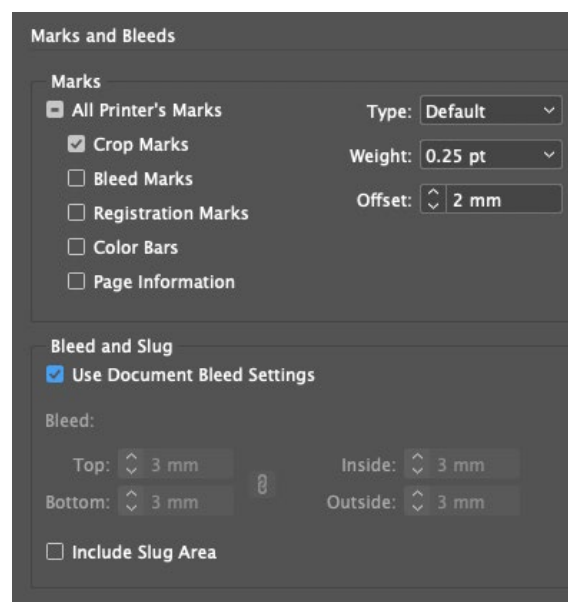 Marks and Bleeds
Marks
All Printer's Marks
Type: Default
Crop Marks
Weight: 0.25 pt
Bleed Marks
Offset: 2 mm
Registration Marks
Color Bars
Page Information
Bleed and Slug
Use Document Bleed Settings
Bleed:
Top: 3 mm
Inside: 3 mm
Bottom: 3 mm
Outside: 3 mm
Include Slug Area